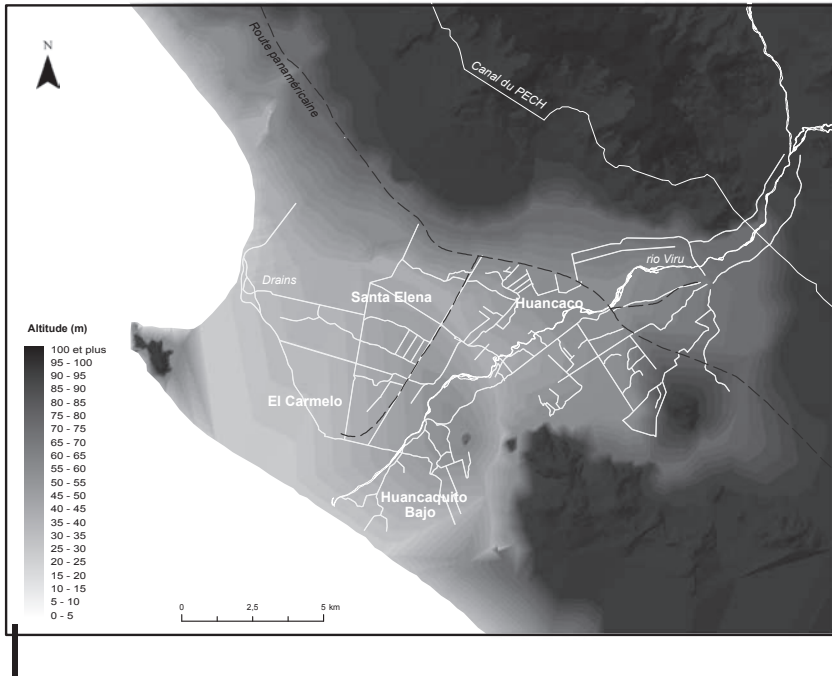 N
Route panaméricaine
Canal du PECH
rio Viru
Drains
Santa Elena
Huancaco
El Carmelo
Huancaquito
Bajo
Altitude (m)
100 et plus
95 - 100
90 - 95
85 - 90
80 - 85
75 - 80
70 - 75
65 - 70
60 - 65
55 - 60
50 - 55
45 - 50
40 - 45
35 - 40
30 - 35
25 - 30
20 - 25
15 - 20
10 - 15
5 - 10
0 - 5
0
2,5
5 km